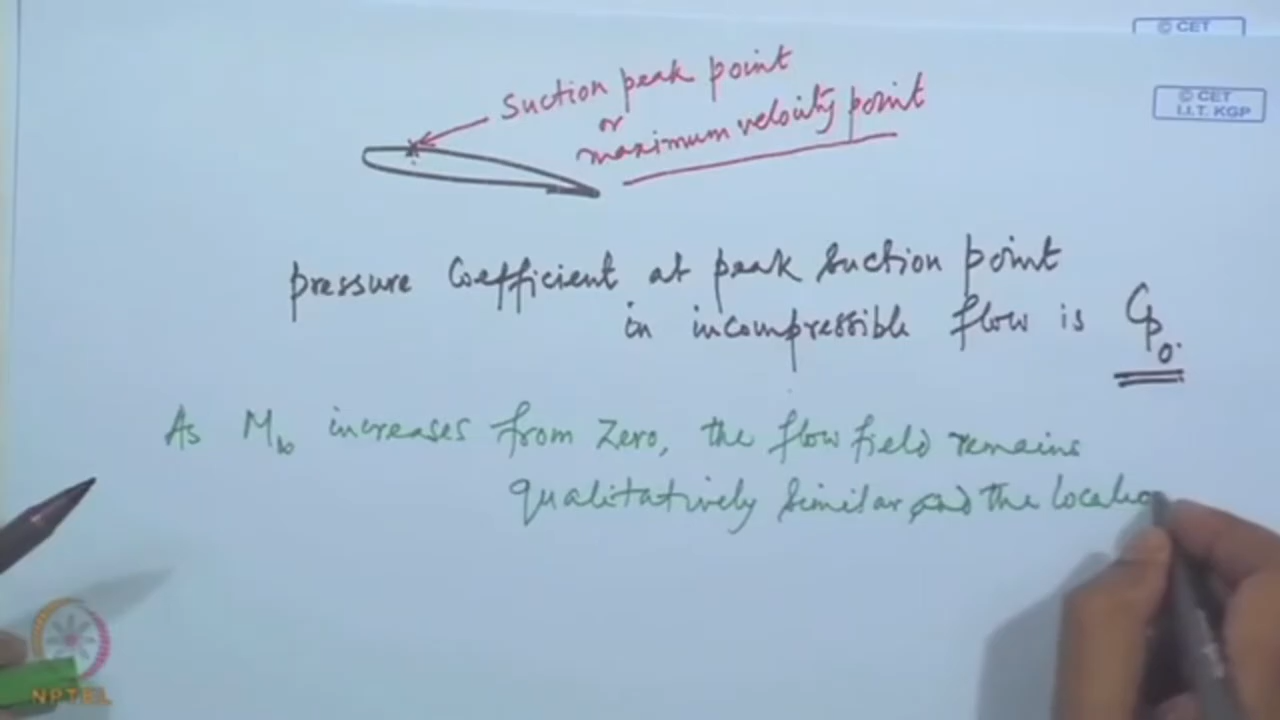 © CET
© CET
I.I.T. KGP
Suction peak point
or
maximum velocity point
pressure Coefficient at peak suction point
in incompressible flow is Cp0.
As M∞ increases from zero, the flow field remains
qualitatively similar and the locatio
NPTEL